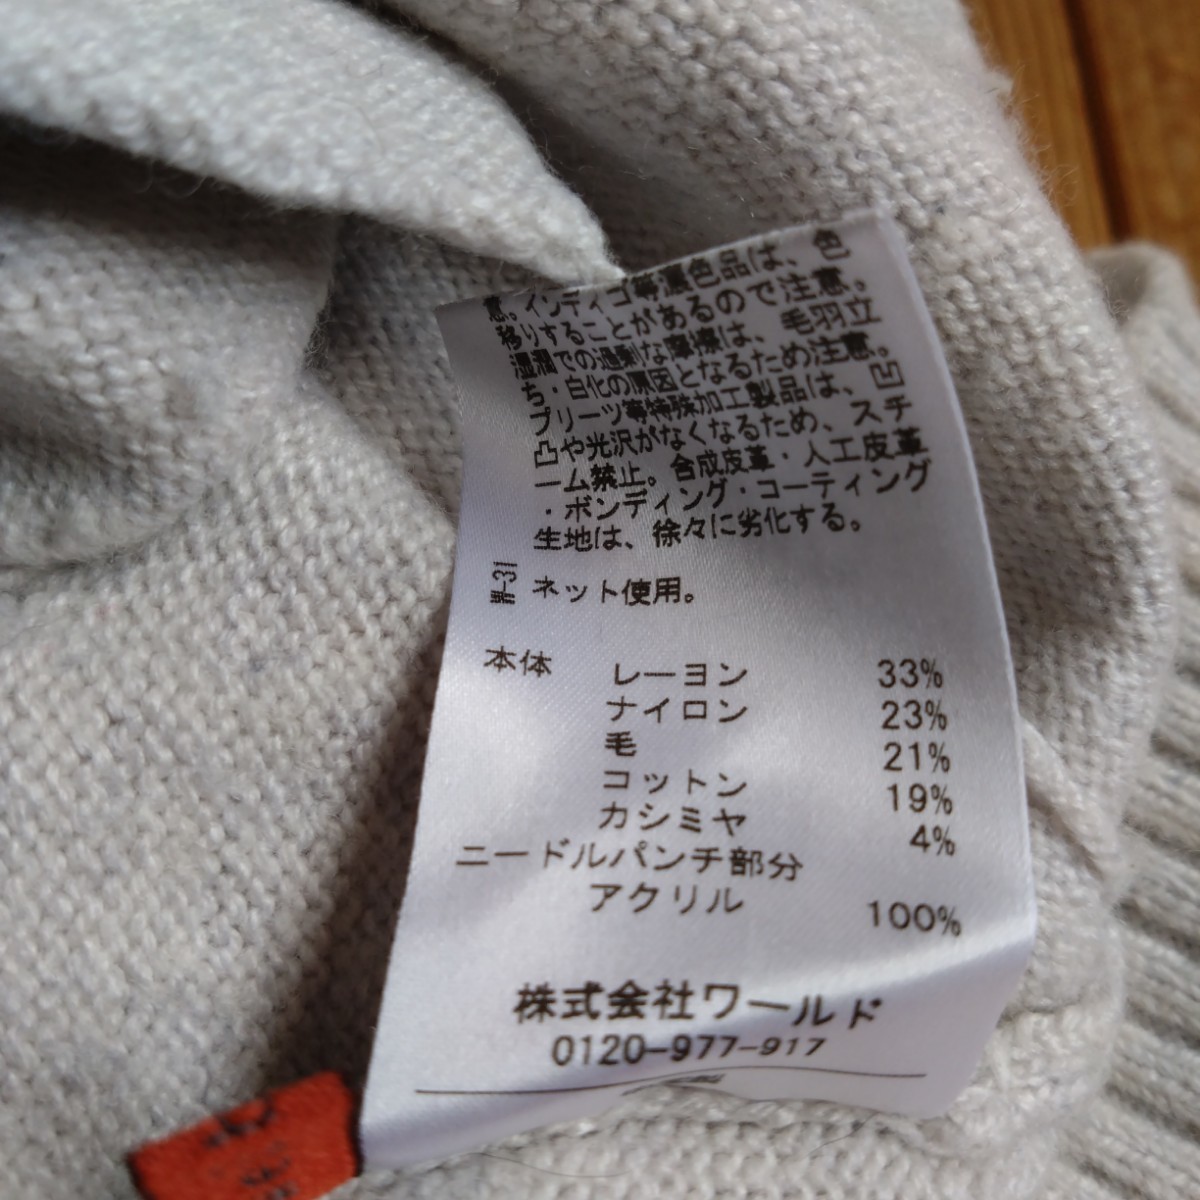 意。インディゴ等濃色品は、色
移りすることがあるので注意。
湿潤での過剰な摩擦は、毛羽立
ち・白化の原因となるため注意。
プリーツ等特殊加工製品は、凹
凸や光沢がなくなるため、スチ
ーム禁止。合成皮革・人工皮革
・ボンディング・コーティング
生地は、徐々に劣化する。
W-31 ネット使用。
本体 レーヨン 33%
ナイロン 23%
毛 21%
コットン 19%
カシミヤ 4%
ニードルパンチ部分
アクリル 100%
株式会社ワールド
0120-977-917